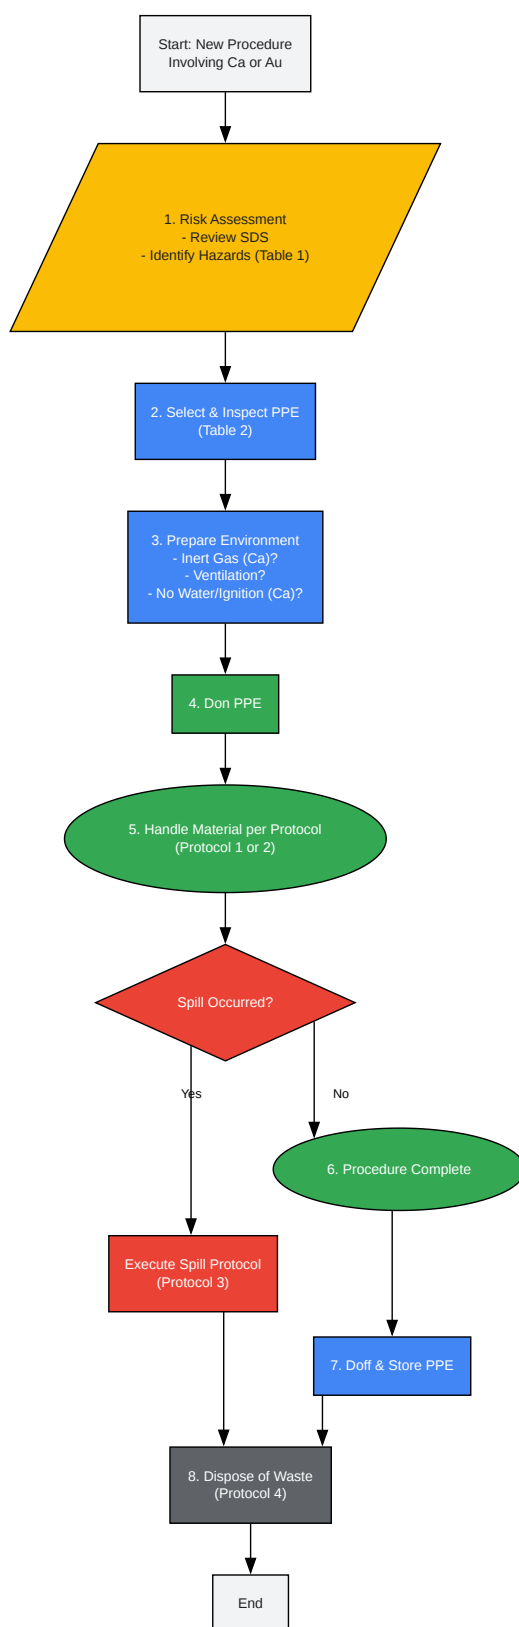 Start: New Procedure
Involving Ca or Au
1. Risk Assessment
- Review SDS
- Identify Hazards (Table 1)
2. Select & Inspect PPE
(Table 2)
3. Prepare Environment
- Inert Gas (Ca)?
- Ventilation?
- No Water/Ignition (Ca)?
4. Don PPE
5. Handle Material per Protocol
(Protocol 1 or 2)
Spill Occurred?
Yes
No
6. Procedure Complete
Execute Spill Protocol
(Protocol 3)
7. Doff & Store PPE
8. Dispose of Waste
(Protocol 4)
End